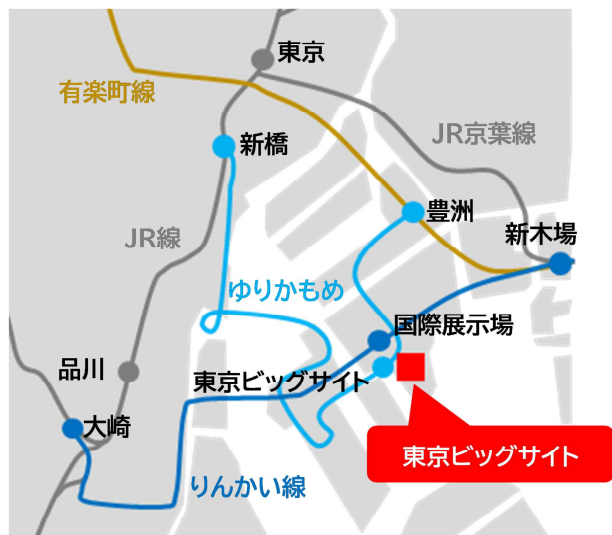 東京
有楽町線
JR京葉線
新橋
豊洲
新木場
JR線
ゆりかもめ
国際展示場
品川
東京ビッグサイト
大崎
東京ビッグサイト
りんかい線